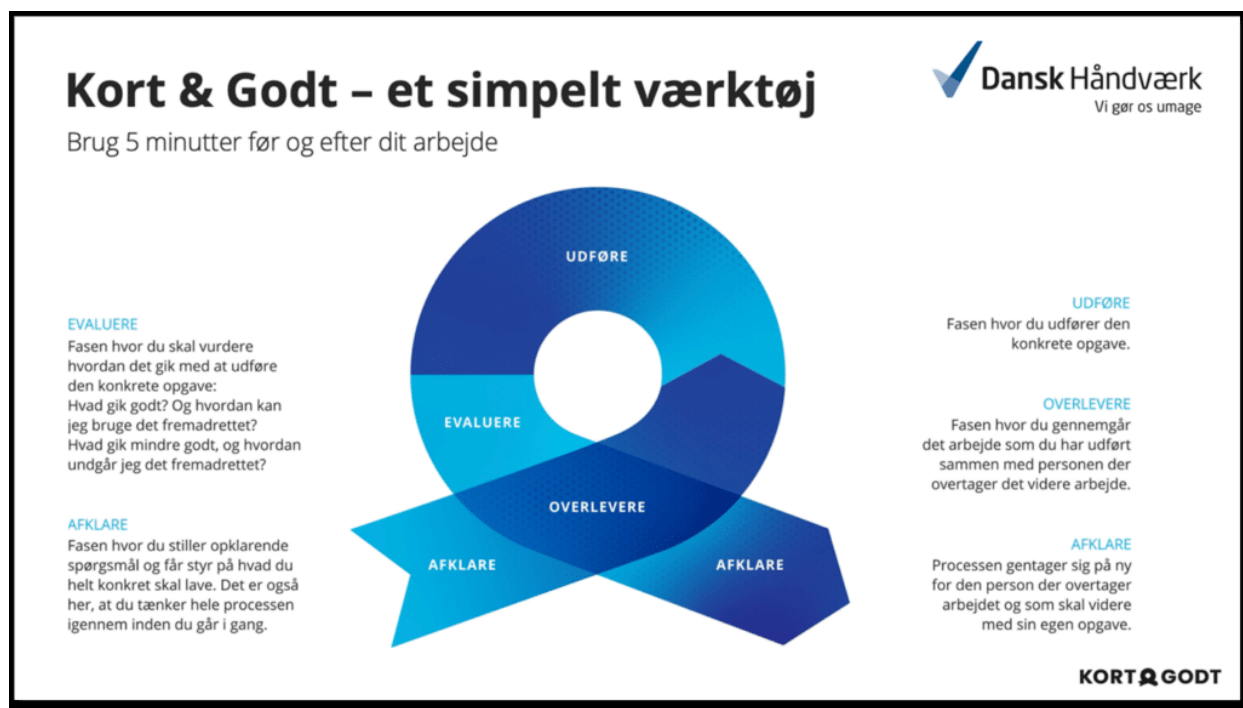 Kort & Godt – et simpelt værktøj
Brug 5 minutter før og efter dit arbejde
Dansk Håndværk
Vi gør os umage
UDFØRE
EVALUERE
OVERLEVERE
AFKLARE
AFKLARE
EVALUERE
Fasen hvor du skal vurdere
hvordan det gik med at udføre
den konkrete opgave:
Hvad gik godt? Og hvordan kan
jeg bruge det fremadrettet?
Hvad gik mindre godt, og hvordan
undgår jeg det fremadrettet?
AFKLARE
Fasen hvor du stiller opklarende
spørgsmål og får styr på hvad du
helt konkret skal lave. Det er også
her, at du tænker hele processen
igennem inden du går i gang.
UDFØRE
Fasen hvor du udfører den
konkrete opgave.
OVERLEVERE
Fasen hvor du gennemgår
det arbejde som du har udført
sammen med personen der
overtager det videre arbejde.
AFKLARE
Processen gentager sig på ny
for den person der overtager
arbejdet og som skal videre
med sin egen opgave.
KORT & GODT